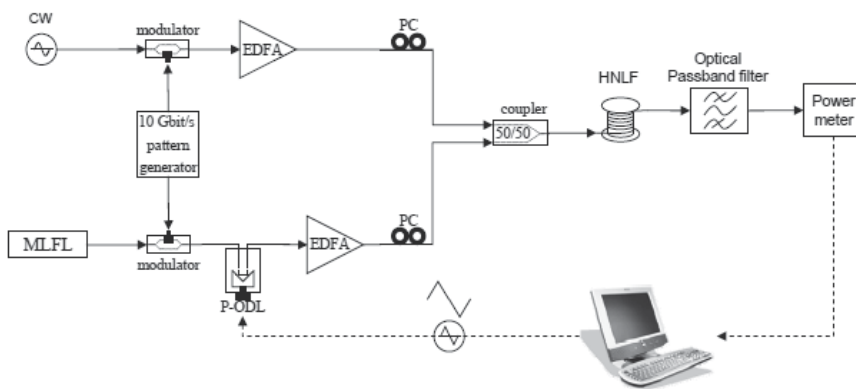 CW
modulator
EDFA
PC
10 Gbit/s
pattern
generator
coupler
50/50
HNLF
Optical
Passband filter
Power
meter
MLFL
modulator
P-ODL
EDFA
PC